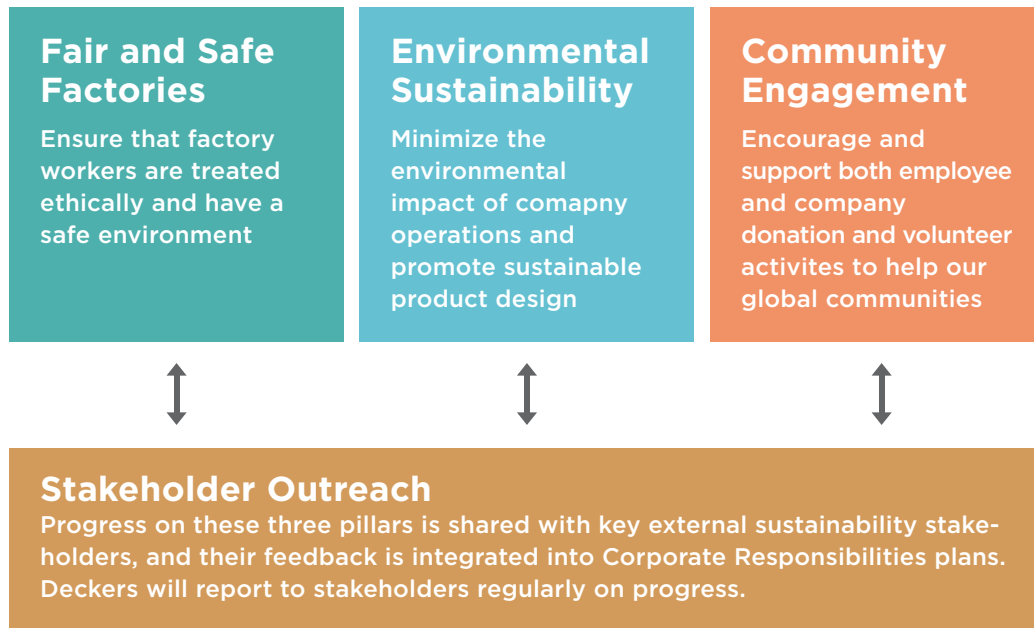 Fair and Safe
Factories
Ensure that factory
workers are treated
ethically and have a
safe environment
Environmental
Sustainability
Minimize the
environmental
impact of comapny
operations and
promote sustainable
product design
Community
Engagement
Encourage and
support both employee
and company
donation and volunteer
activites to help our
global communities
Stakeholder Outreach
Progress on these three pillars is shared with key external sustainability stake-
holders, and their feedback is integrated into Corporate Responsibilities plans.
Deckers will report to stakeholders regularly on progress.